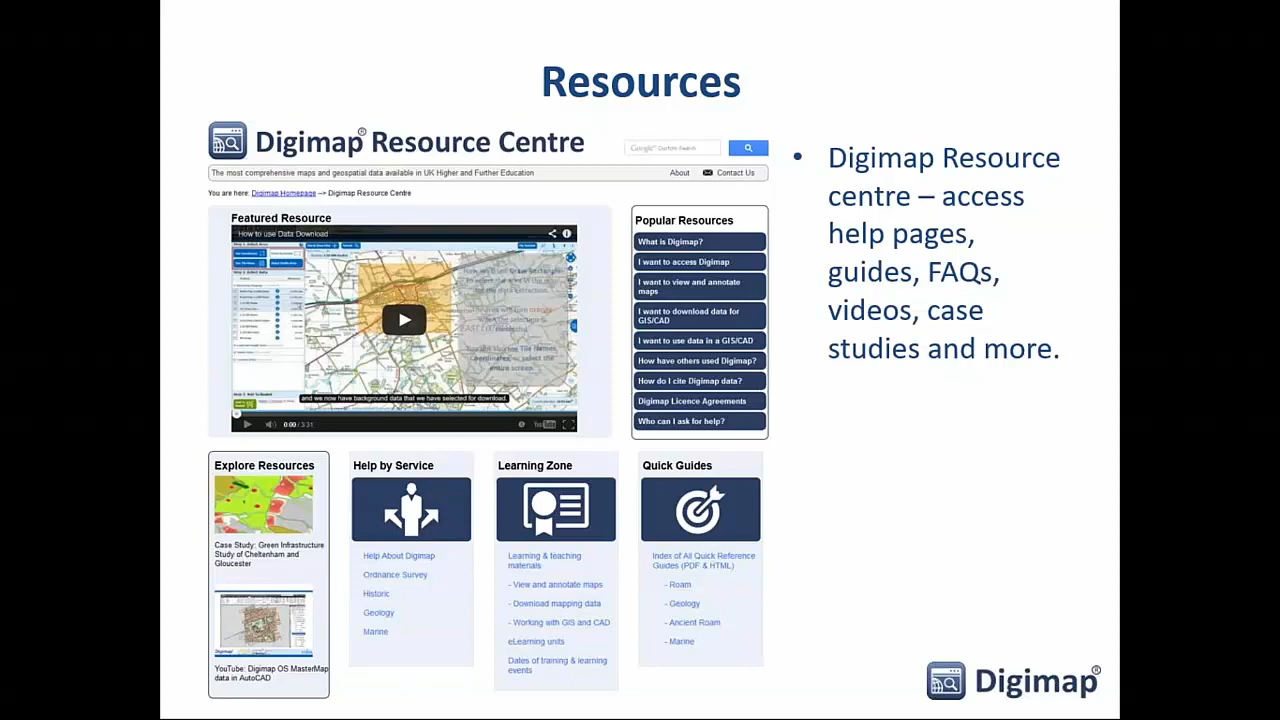 Resources
Digimap® Resource Centre
Google™ Custom Search
The most comprehensive maps and geospatial data available in UK Higher and Further Education
About
Contact Us
You are here: Digimap Homepage --> Digimap Resource Centre
Featured Resource
How to use Data Download
and we now have background data that we have selected for download.
0:00 / 3:31
Popular Resources
What is Digimap?
I want to access Digimap
I want to view and annotate
maps
I want to download data for
GIS/CAD
I want to use data in a GIS/CAD
How have others used Digimap?
How do I cite Digimap data?
Digimap Licence Agreements
Who can I ask for help?
Explore Resources
Case Study: Green Infrastructure
Study of Cheltenham and
Gloucester
YouTube: Digimap OS MasterMap
data in AutoCAD
Help by Service
Help About Digimap
Ordnance Survey
Historic
Geology
Marine
Learning Zone
Learning & teaching
materials
- View and annotate maps
- Download mapping data
- Working with GIS and CAD
eLearning units
Dates of training & learning
events
Quick Guides
Index of All Quick Reference
Guides (PDF & HTML)
- Roam
- Geology
- Ancient Roam
- Marine
• Digimap Resource
centre – access
help pages,
guides, FAQs,
videos, case
studies and more.
Digimap®